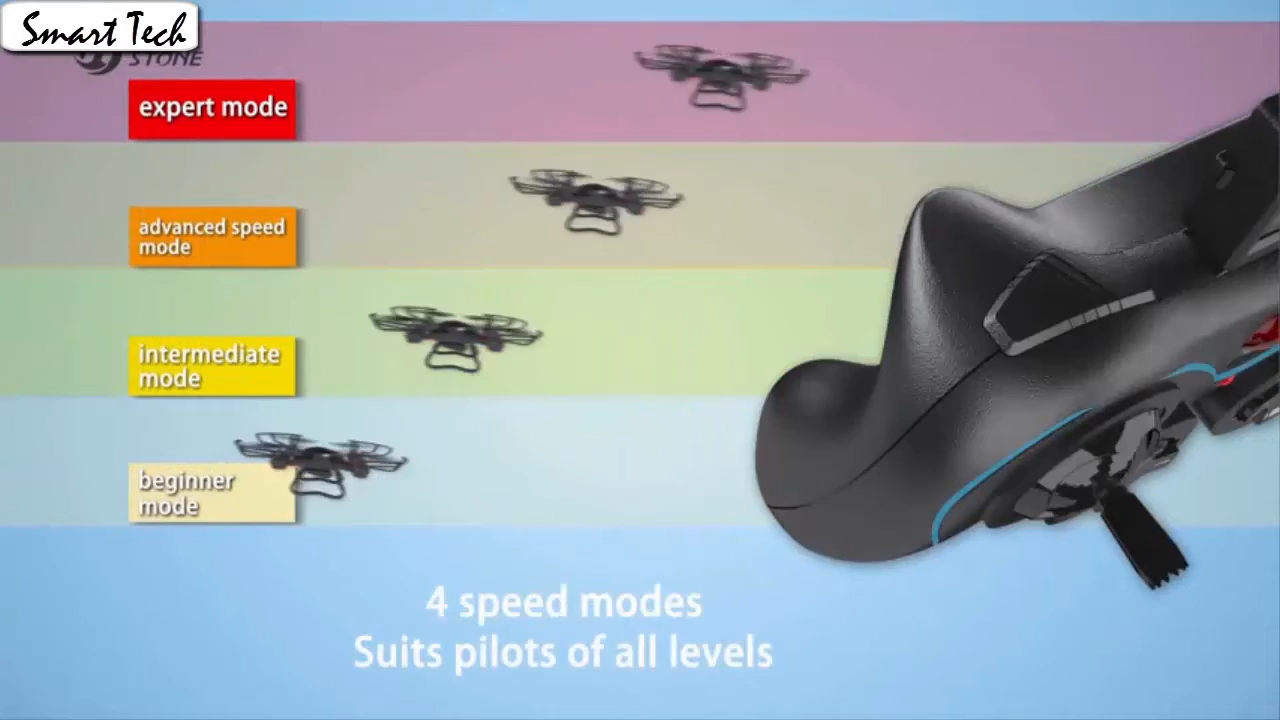 Smart Tech
STONE
expert mode
advanced speed
mode
intermediate
mode
beginner
mode
4 speed modes
Suits pilots of all levels